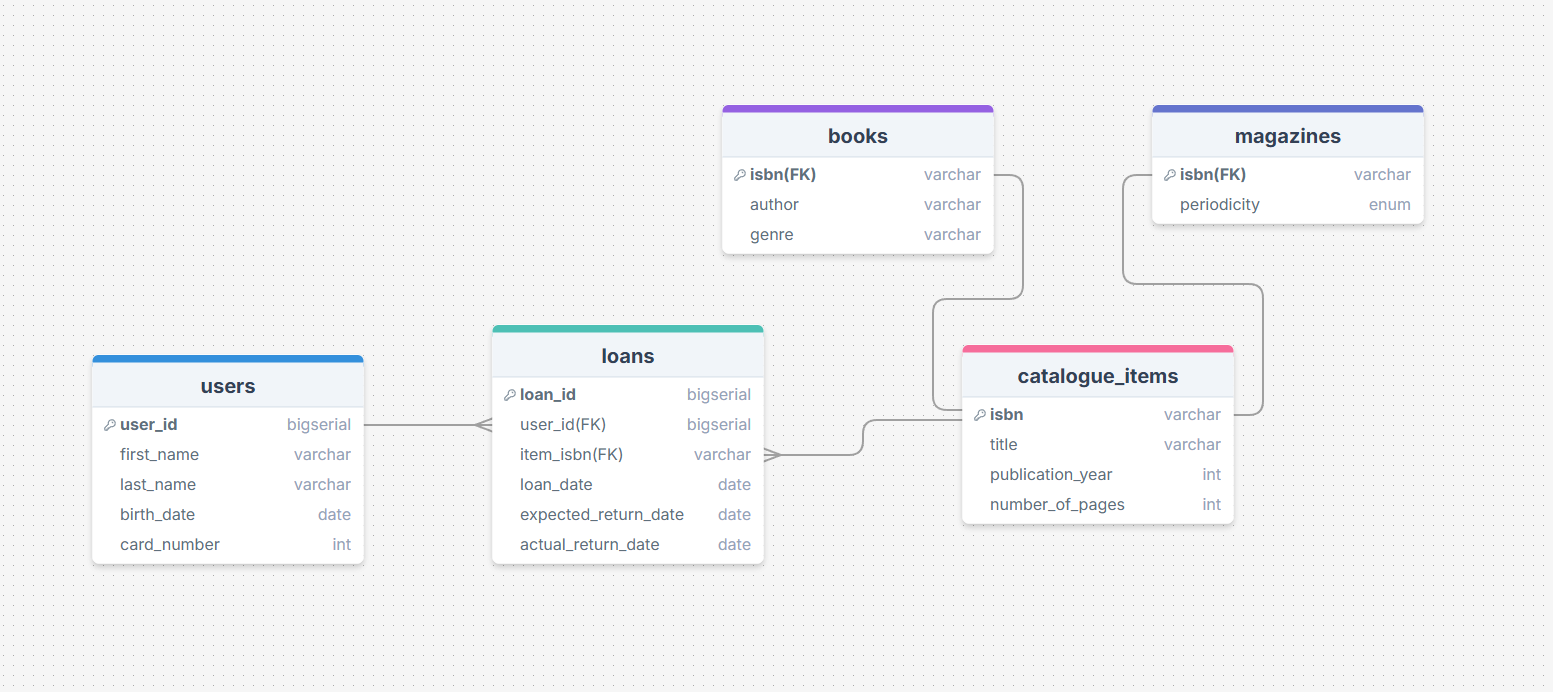 books
isbn(FK) varchar
author varchar
genre varchar
magazines
isbn(FK) varchar
periodicity enum
users
user_id bigserial
first_name varchar
last_name varchar
birth_date date
card_number int
loans
loan_id bigserial
user_id(FK) bigserial
item_isbn(FK) varchar
loan_date date
expected_return_date date
actual_return_date date
catalogue_items
isbn varchar
title varchar
publication_year int
number_of_pages int